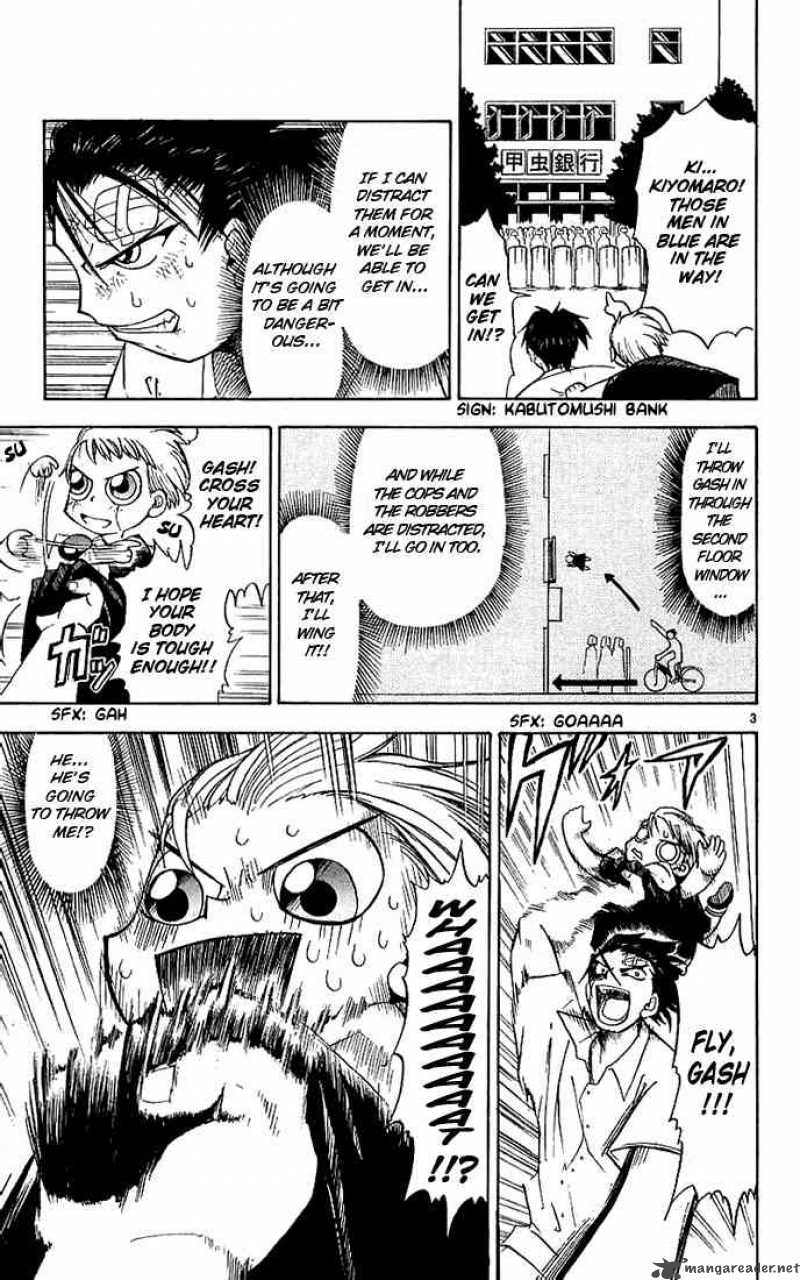 甲虫銀行
KI...
KIYOMARO!
THOSE
MEN IN
BLUE ARE
IN THE
WAY!
CAN
WE
GET
IN!?
SIGN: KABUTOMUSHI BANK
IF I CAN
DISTRACT
THEM FOR
A MOMENT,
WE'LL BE
ABLE TO
GET IN...
ALTHOUGH
IT'S GOING
TO BE A BIT
DANGER-
OUS...
I'LL
THROW
GASH IN
THROUGH
THE
SECOND
FLOOR
WINDOW
...
AND WHILE
THE COPS AND
THE ROBBERS
ARE DISTRACTED,
I'LL GO IN TOO.
AFTER
THAT,
I'LL
WING
IT!!
GASH!
CROSS
YOUR
HEART!
SU
SU
I HOPE
YOUR
BODY
IS TOUGH
ENOUGH!!
ガッ
SFX: GAH
3
SFX: GOAAAA
FLY,
GASH
!!!
HE...
HE'S
GOING
TO THROW
ME!?
WHAAAAAAAAAAT
!!?
mangareader.net